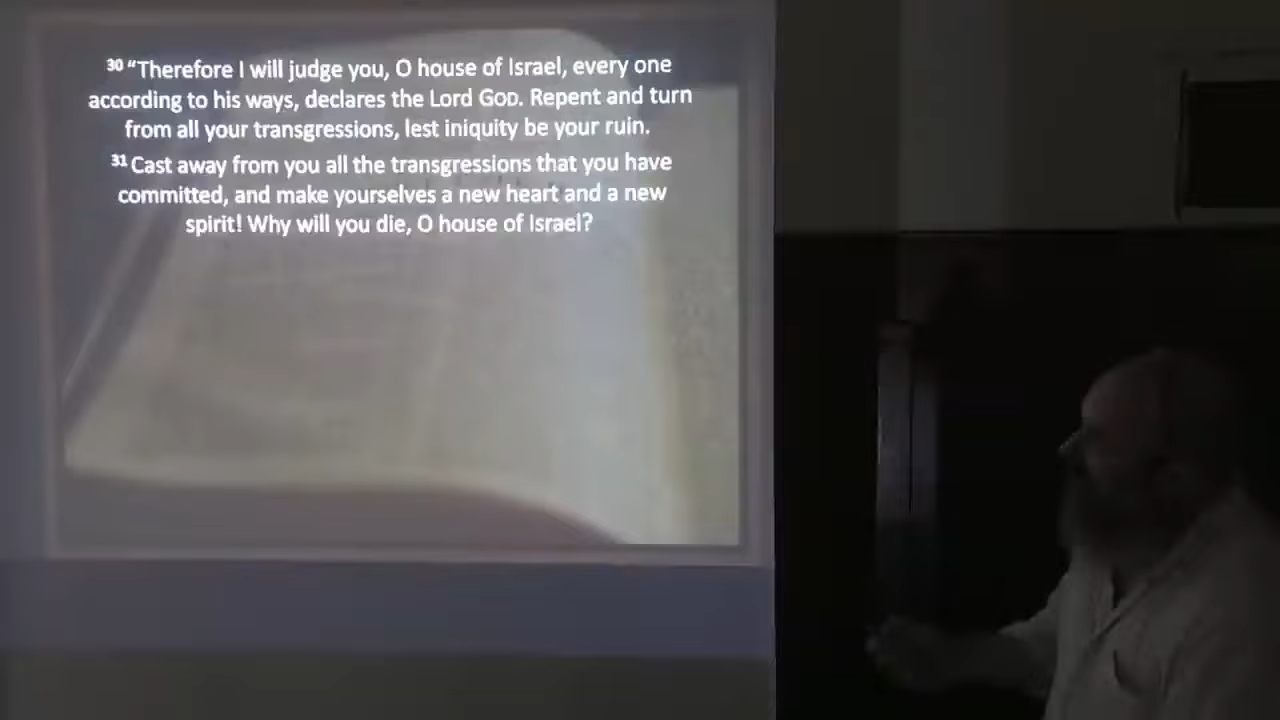 30 “Therefore I will judge you, O house of Israel, every one
according to his ways, declares the Lord GOD. Repent and turn
from all your transgressions, lest iniquity be your ruin.
31 Cast away from you all the transgressions that you have
committed, and make yourselves a new heart and a new
spirit! Why will you die, O house of Israel?